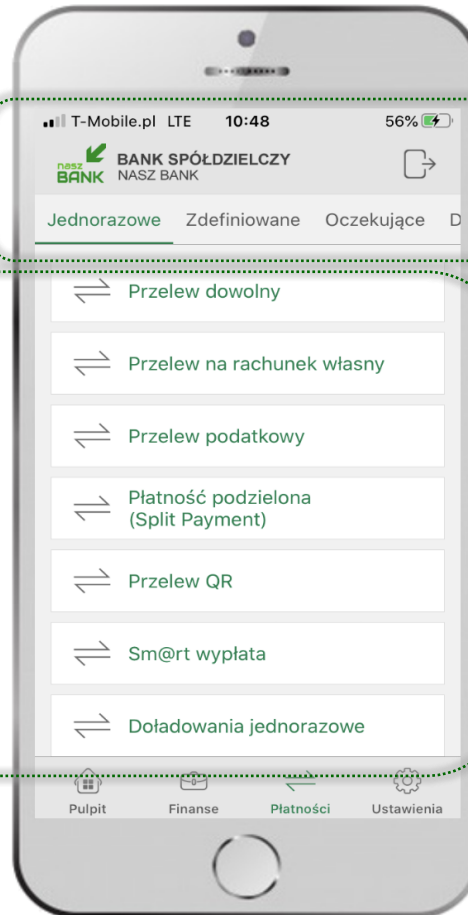 T-Mobile.pl LTE 10:48 56%
nasz BANK
BANK SPÓŁDZIELCZY
NASZ BANK
Jednorazowe Zdefiniowane Oczekujące D
Przelew dowolny
Przelew na rachunek własny
Przelew podatkowy
Płatność podzielona
(Split Payment)
Przelew QR
Sm@rt wypłata
Doładowania jednorazowe
Pulpit Finanse Płatności Ustawienia